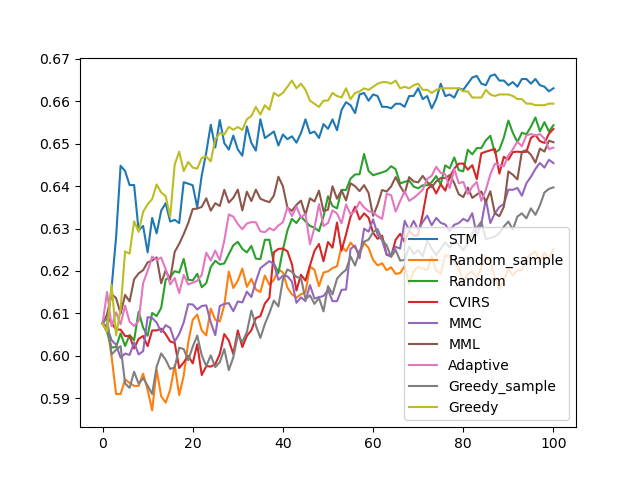 0.67
0.66
0.65
0.64
0.63
0.62
0.61
0.60
0.59
0
20
40
60
80
100
STM
Random_sample
Random
CVIRS
MMC
MML
Adaptive
Greedy_sample
Greedy